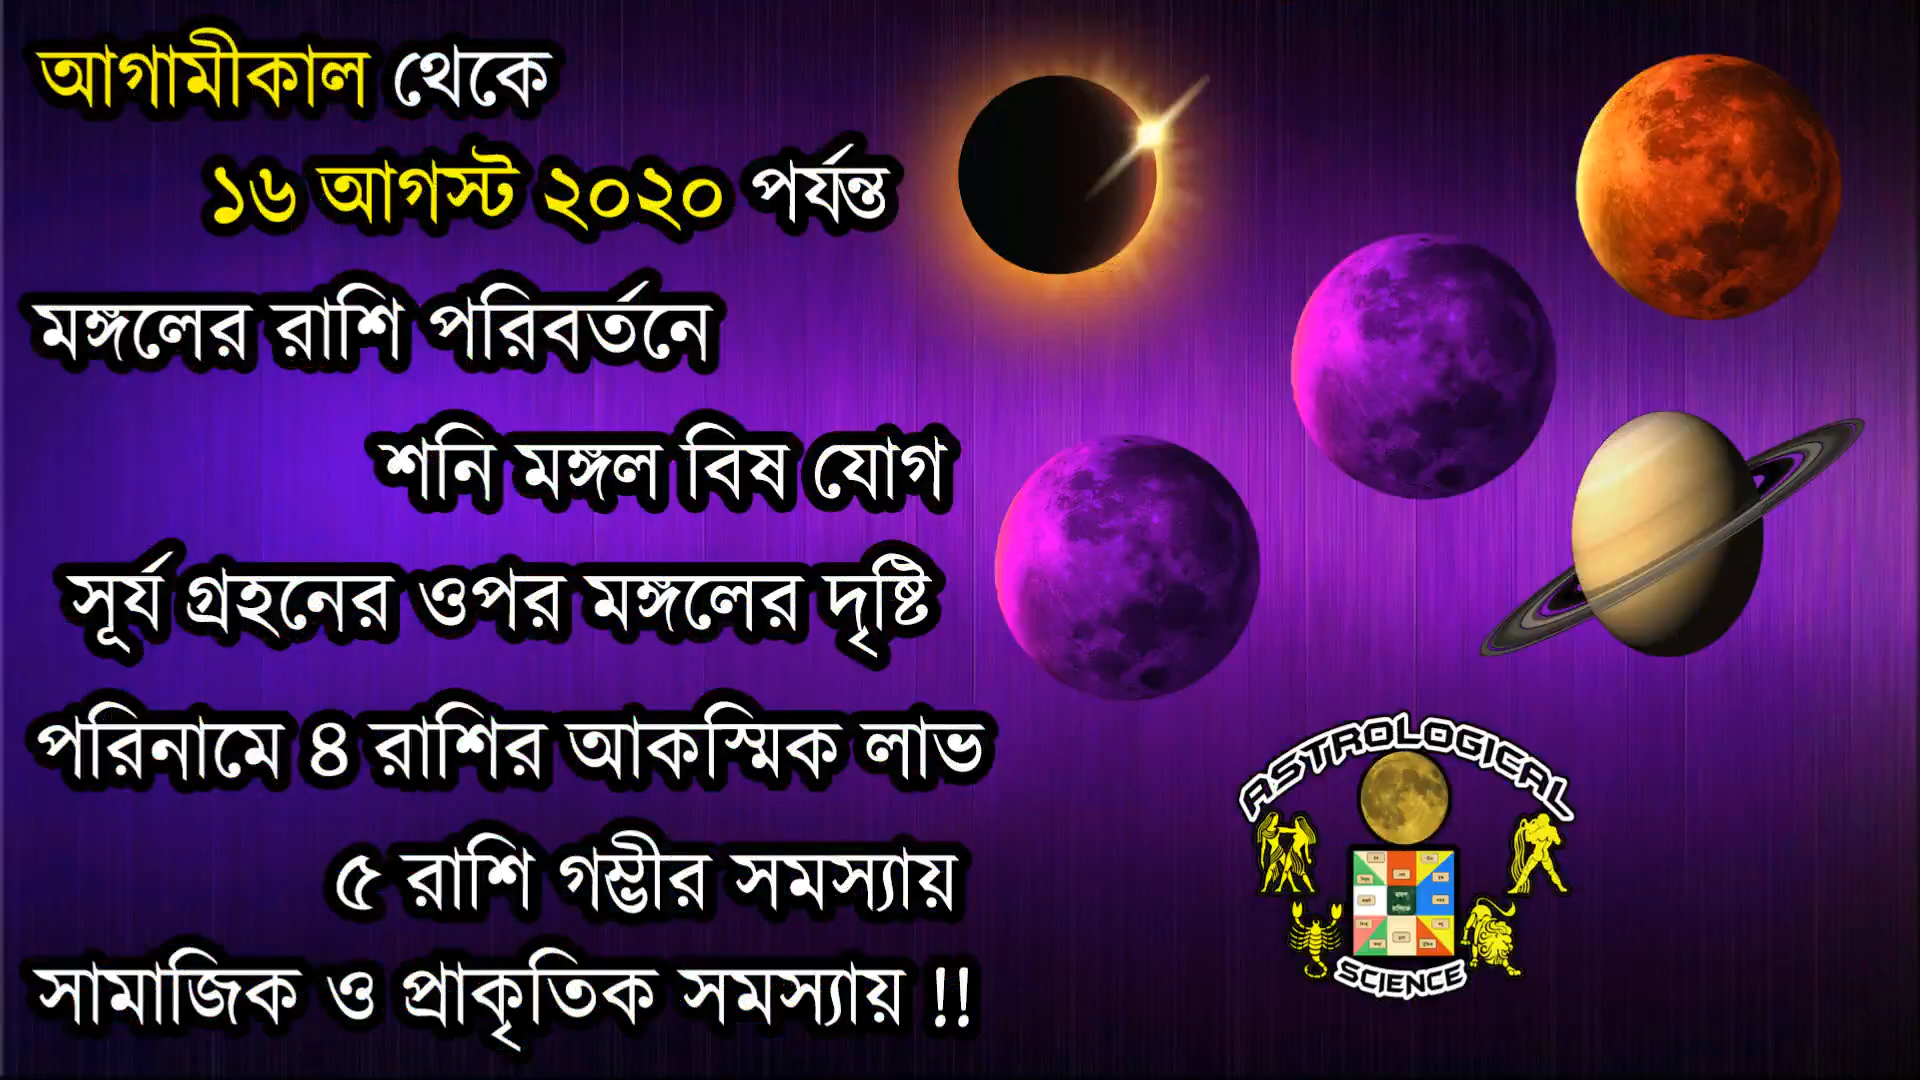 আগামীকাল থেকে
১৬ আগস্ট ২০২০ পর্যন্ত
মঙ্গলের রাশি পরিবর্তনে
শনি মঙ্গল বিষ যোগ
সূর্য গ্রহনের ওপর মঙ্গলের দৃষ্টি
পরিনামে ৪ রাশির আকস্মিক লাভ
৫ রাশি গম্ভীর সমস্যায়
সামাজিক ও প্রাকৃতিক সমস্যায় !!
ASTROLOGICAL
SCIENCE